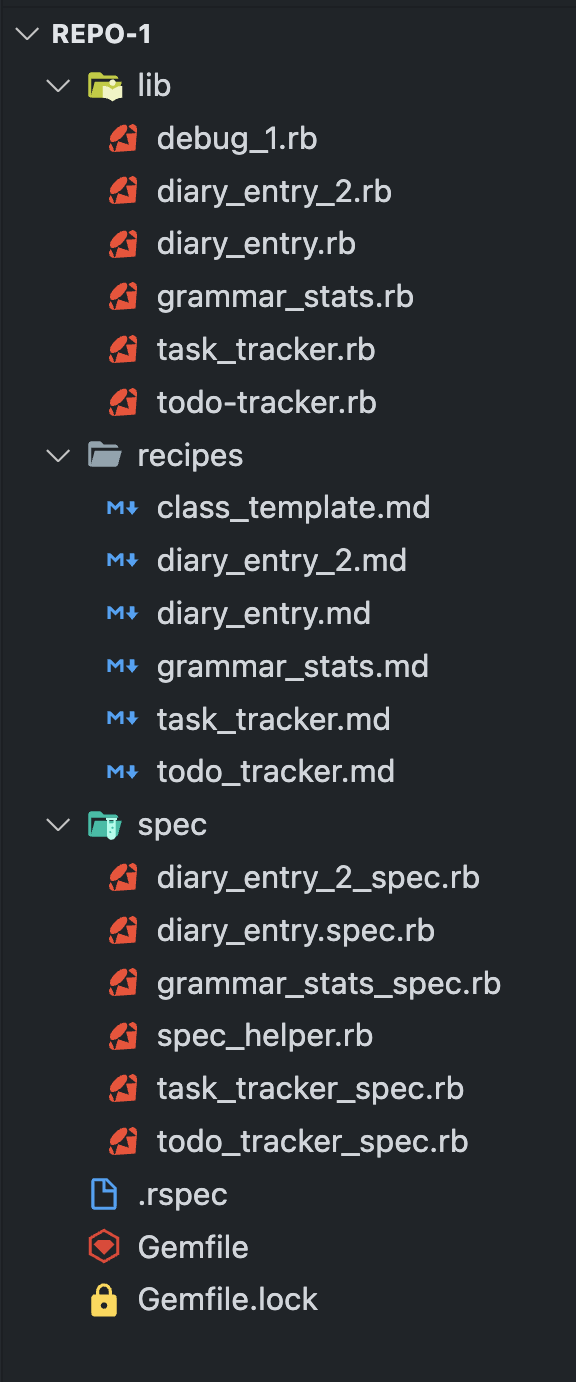 REPO-1
lib
debug_1.rb
diary_entry_2.rb
diary_entry.rb
grammar_stats.rb
task_tracker.rb
todo-tracker.rb
recipes
class_template.md
diary_entry_2.md
diary_entry.md
grammar_stats.md
task_tracker.md
todo_tracker.md
spec
diary_entry_2_spec.rb
diary_entry.spec.rb
grammar_stats_spec.rb
spec_helper.rb
task_tracker_spec.rb
todo_tracker_spec.rb
.rspec
Gemfile
Gemfile.lock